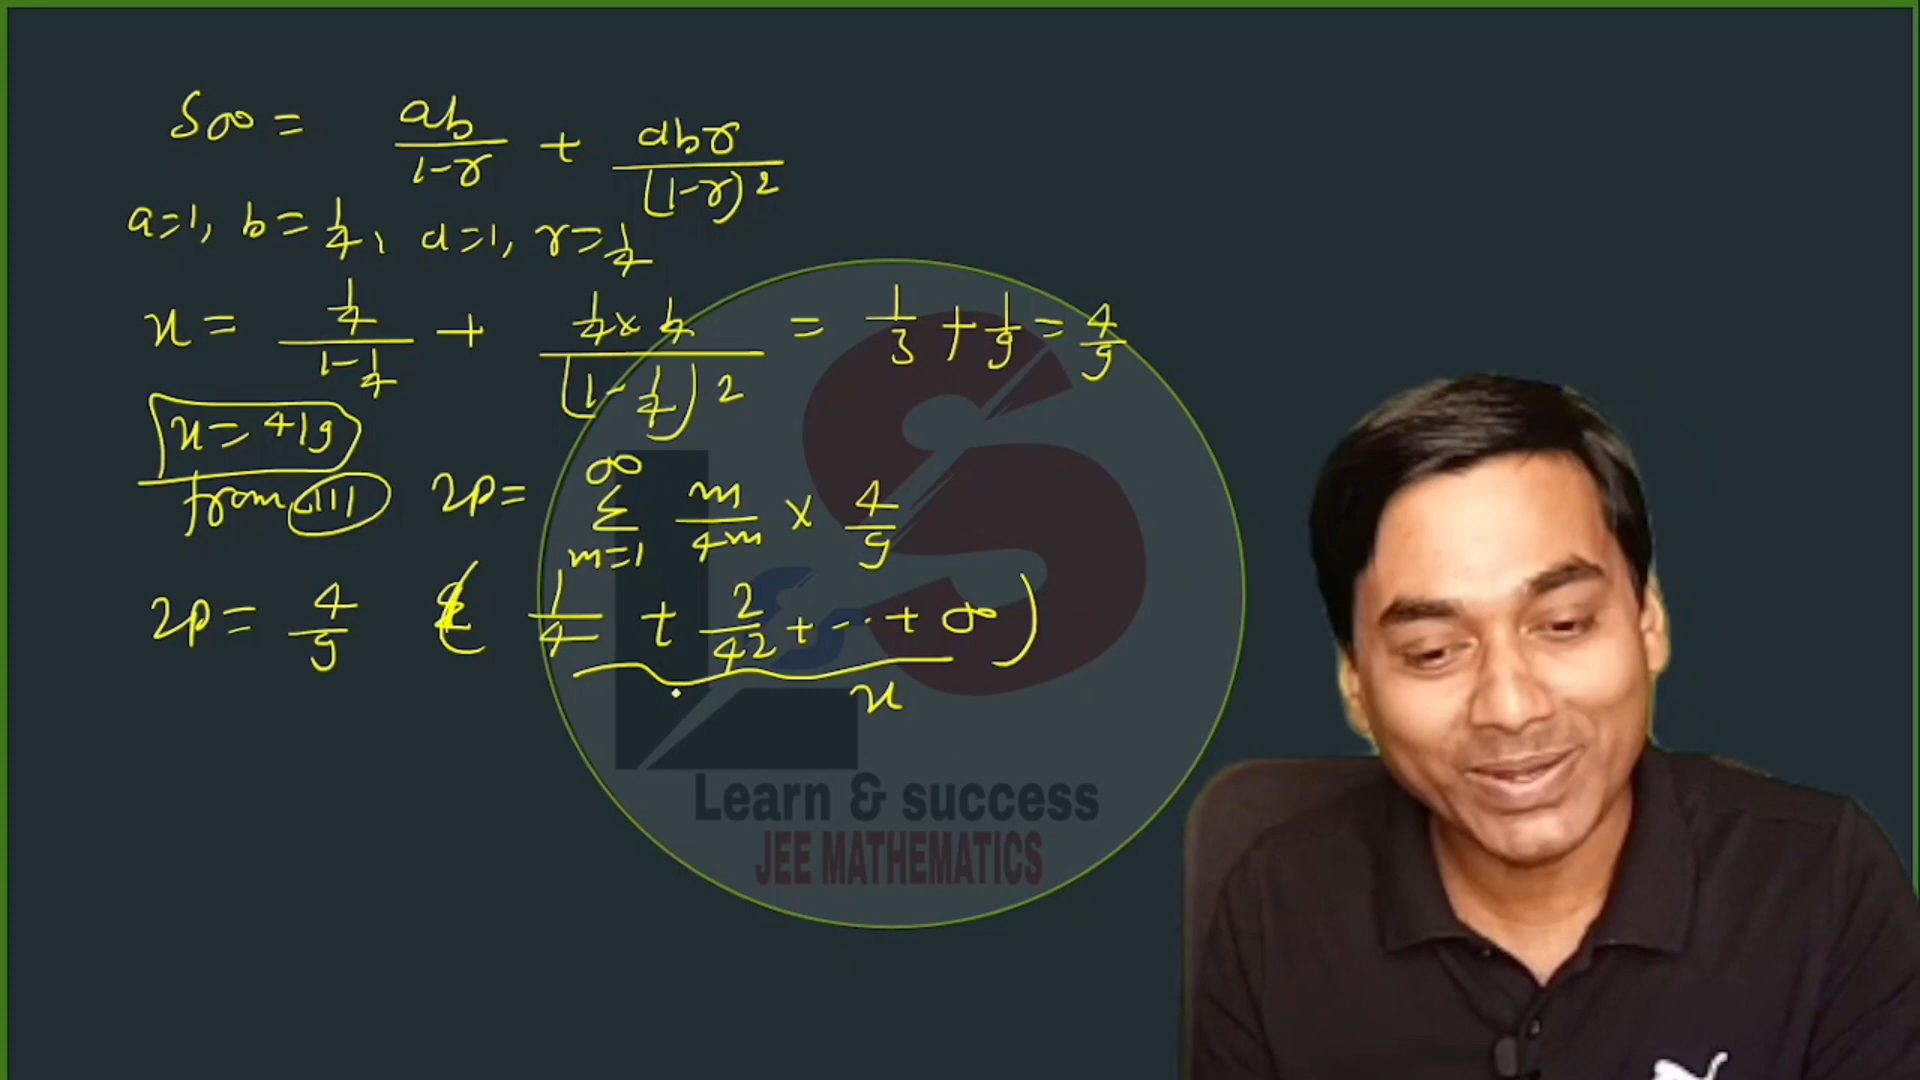 S∞ = ab/(1-r) + dbr/(1-r)²
a=1, b=1/4, d=1, r=1/4
x = (1/4)/(1-1/4) + (1/4 × 1/4)/(1-1/4)² = 1/3 + 1/9 = 4/9
x = 4/9
from (iii) 2p = ∞ Σ m=1 m/4^m × 4/9
2p = 4/9 ( 1/4 + 2/4² + --- + ∞ )
x
Learn & success
JEE MATHEMATICS